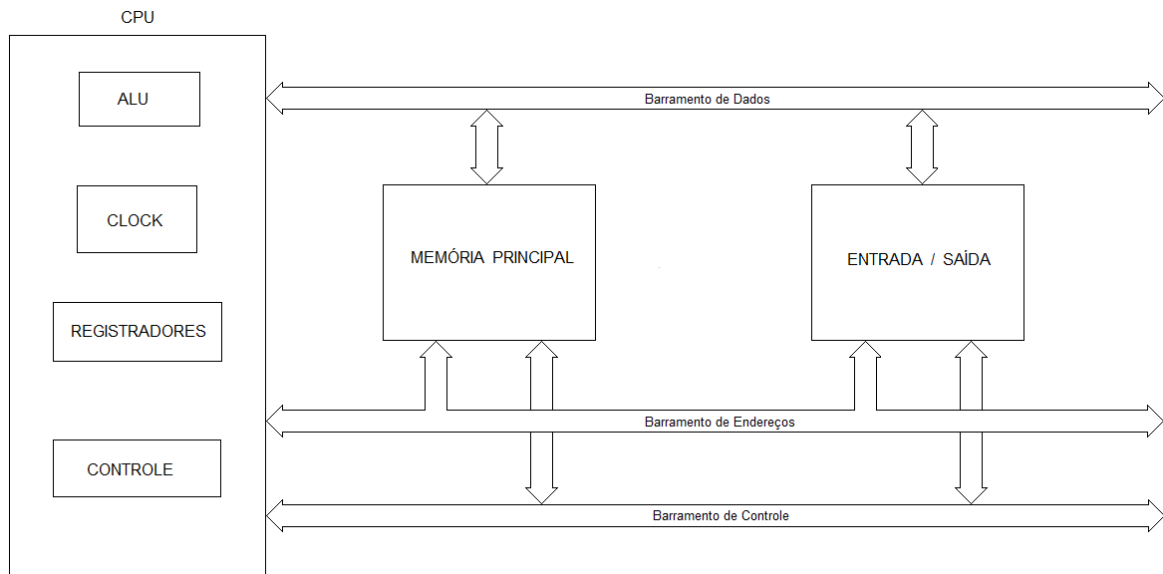 CPU
ALU
Barramento de Dados
CLOCK
MEMÓRIA PRINCIPAL
ENTRADA / SAÍDA
REGISTRADORES
Barramento de Endereços
CONTROLE
Barramento de Controle